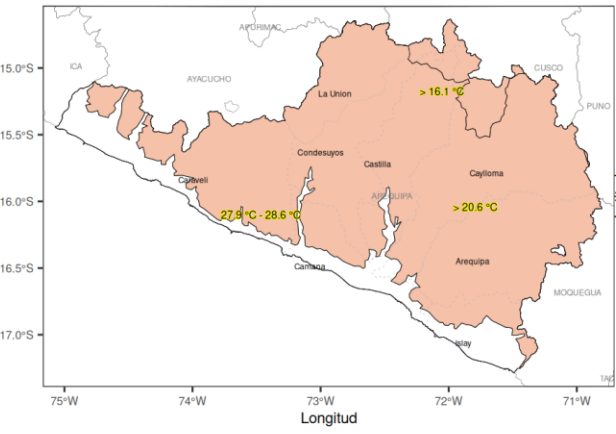 APURIMAC
15.0°S
ICA
AYACUCHO
CUSCO
La Union
> 16.1 °C
PUNO
15.5°S
Condesuyos
Castilla
Caylloma
Caravelí
AREQUIPA
16.0°S
27.9 °C - 28.6 °C
> 20.6 °C
Arequipa
16.5°S
Camana
MOQUEGUA
17.0°S
Islay
TAC
75°W
74°W
73°W
72°W
71°W
Longitud